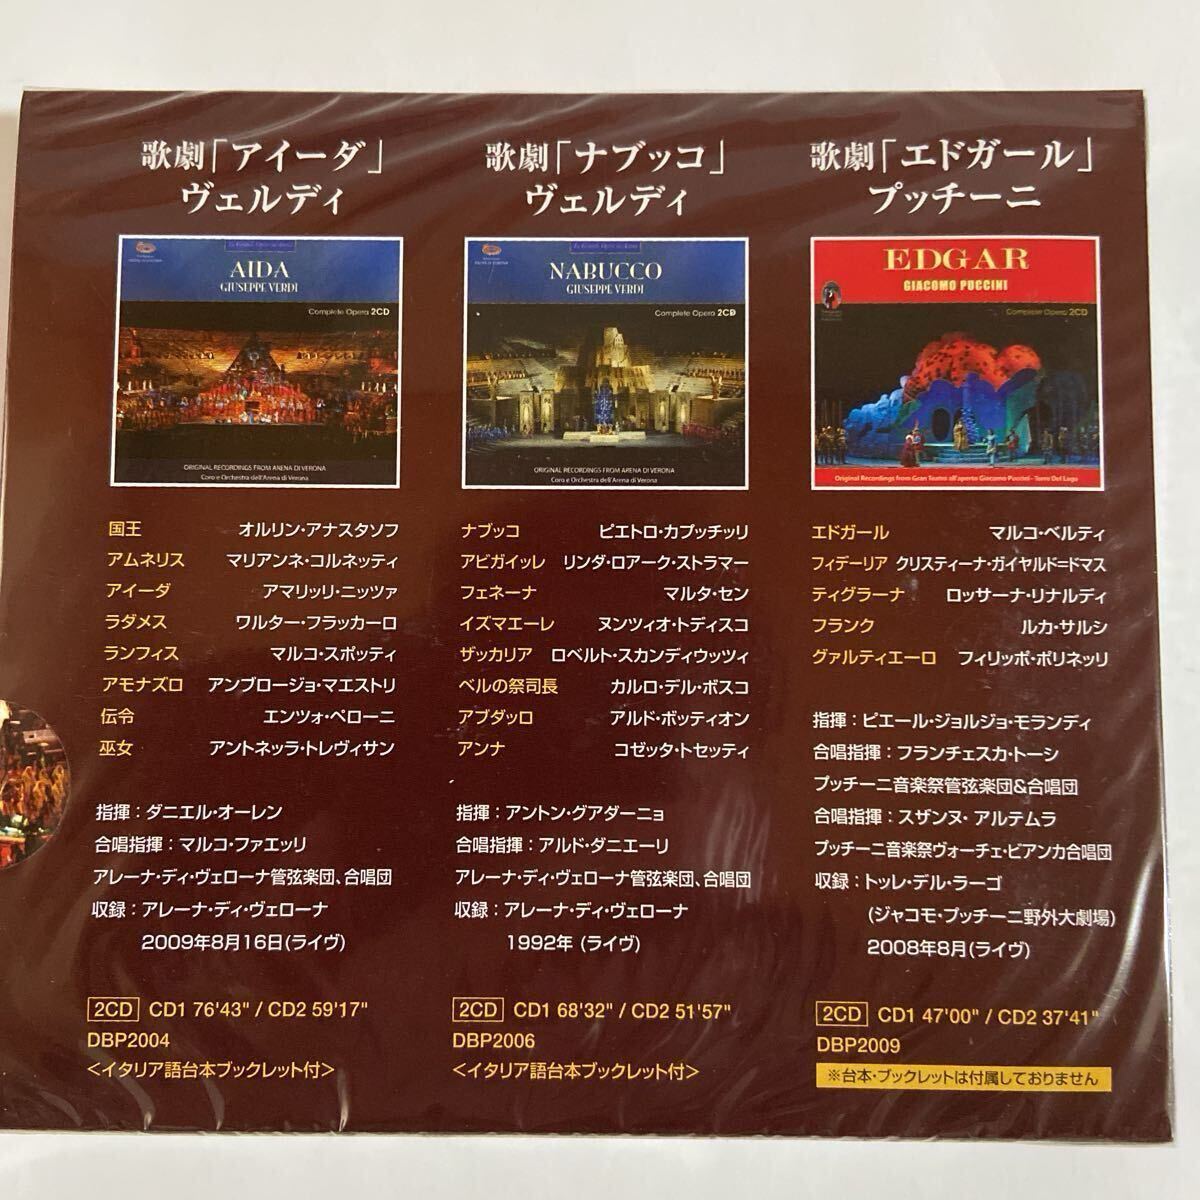 歌劇「アイーダ」
ヴェルディ
AIDA
GIUSEPPE VERDI
Complete Opera 2CD
ORIGINAL RECORDINGS FROM ARENA DI VERONA
Coro e Orchestra dell'Arena di Verona
国王 オルリン・アナスタソフ
アムネリス マリアンネ・コルネッティ
アイーダ アマリッリ・ニッツァ
ラダメス ワルター・フラッカーロ
ランフィス マルコ・スポッティ
アモナズロ アンブロージョ・マエストリ
伝令 エンツォ・ペローニ
巫女 アントネッラ・トレヴィサン
指揮：ダニエル・オーレン
合唱指揮：マルコ・ファエッリ
アレーナ・ディ・ヴェローナ管弦楽団、合唱団
収録：アレーナ・ディ・ヴェローナ
2009年8月16日(ライヴ)
2CD CD1 76'43" / CD2 59'17"
DBP2004
<イタリア語台本ブックレット付>
歌劇「ナブッコ」
ヴェルディ
NABUCCO
GIUSEPPE VERDI
Complete Opera 2CD
ORIGINAL RECORDINGS FROM ARENA DI VERONA
Coro e Orchestra dell'Arena di Verona
ナブッコ ピエトロ・カプッチッリ
アビガイッレ リンダ・ロアーク・ストラマー
フェネーナ マルタ・セン
イズマエーレ ヌンツィオ・トディスコ
ザッカリア ロベルト・スカンディウッツィ
ベルの祭司長 カルロ・デル・ボスコ
アブダッロ アルド・ボッティオン
アンナ コゼッタ・トセッティ
指揮：アントン・グアダーニョ
合唱指揮：アルド・ダニエーリ
アレーナ・ディ・ヴェローナ管弦楽団、合唱団
収録：アレーナ・ディ・ヴェローナ
1992年 (ライヴ)
2CD CD1 68'32" / CD2 51'57"
DBP2006
<イタリア語台本ブックレット付>
歌劇「エドガール」
プッチーニ
EDGAR
GIACOMO PUCCINI
Complete Opera 2CD
Original Recordings from Gran Teatro all'aperto Giacomo Puccini - Torre Del Lago
エドガール マルコ・ベルティ
フィデーリア クリスティーナ・ガイヤルド=ドマス
ティグラーナ ロッサーナ・リナルディ
フランク ルカ・サルシ
グァルティエーロ フィリッポ・ポリネッリ
指揮：ピエール・ジョルジョ・モランディ
合唱指揮：フランチェスカ・トーシ
プッチーニ音楽祭管弦楽団&合唱団
合唱指揮：スザンヌ・アルテムラ
プッチーニ音楽祭ヴォーチェ・ビアンカ合唱団
収録：トッレ・デル・ラーゴ
(ジャコモ・プッチーニ野外大劇場)
2008年8月(ライヴ)
2CD CD1 47'00" / CD2 37'41"
DBP2009
※台本・ブックレットは付属しておりません